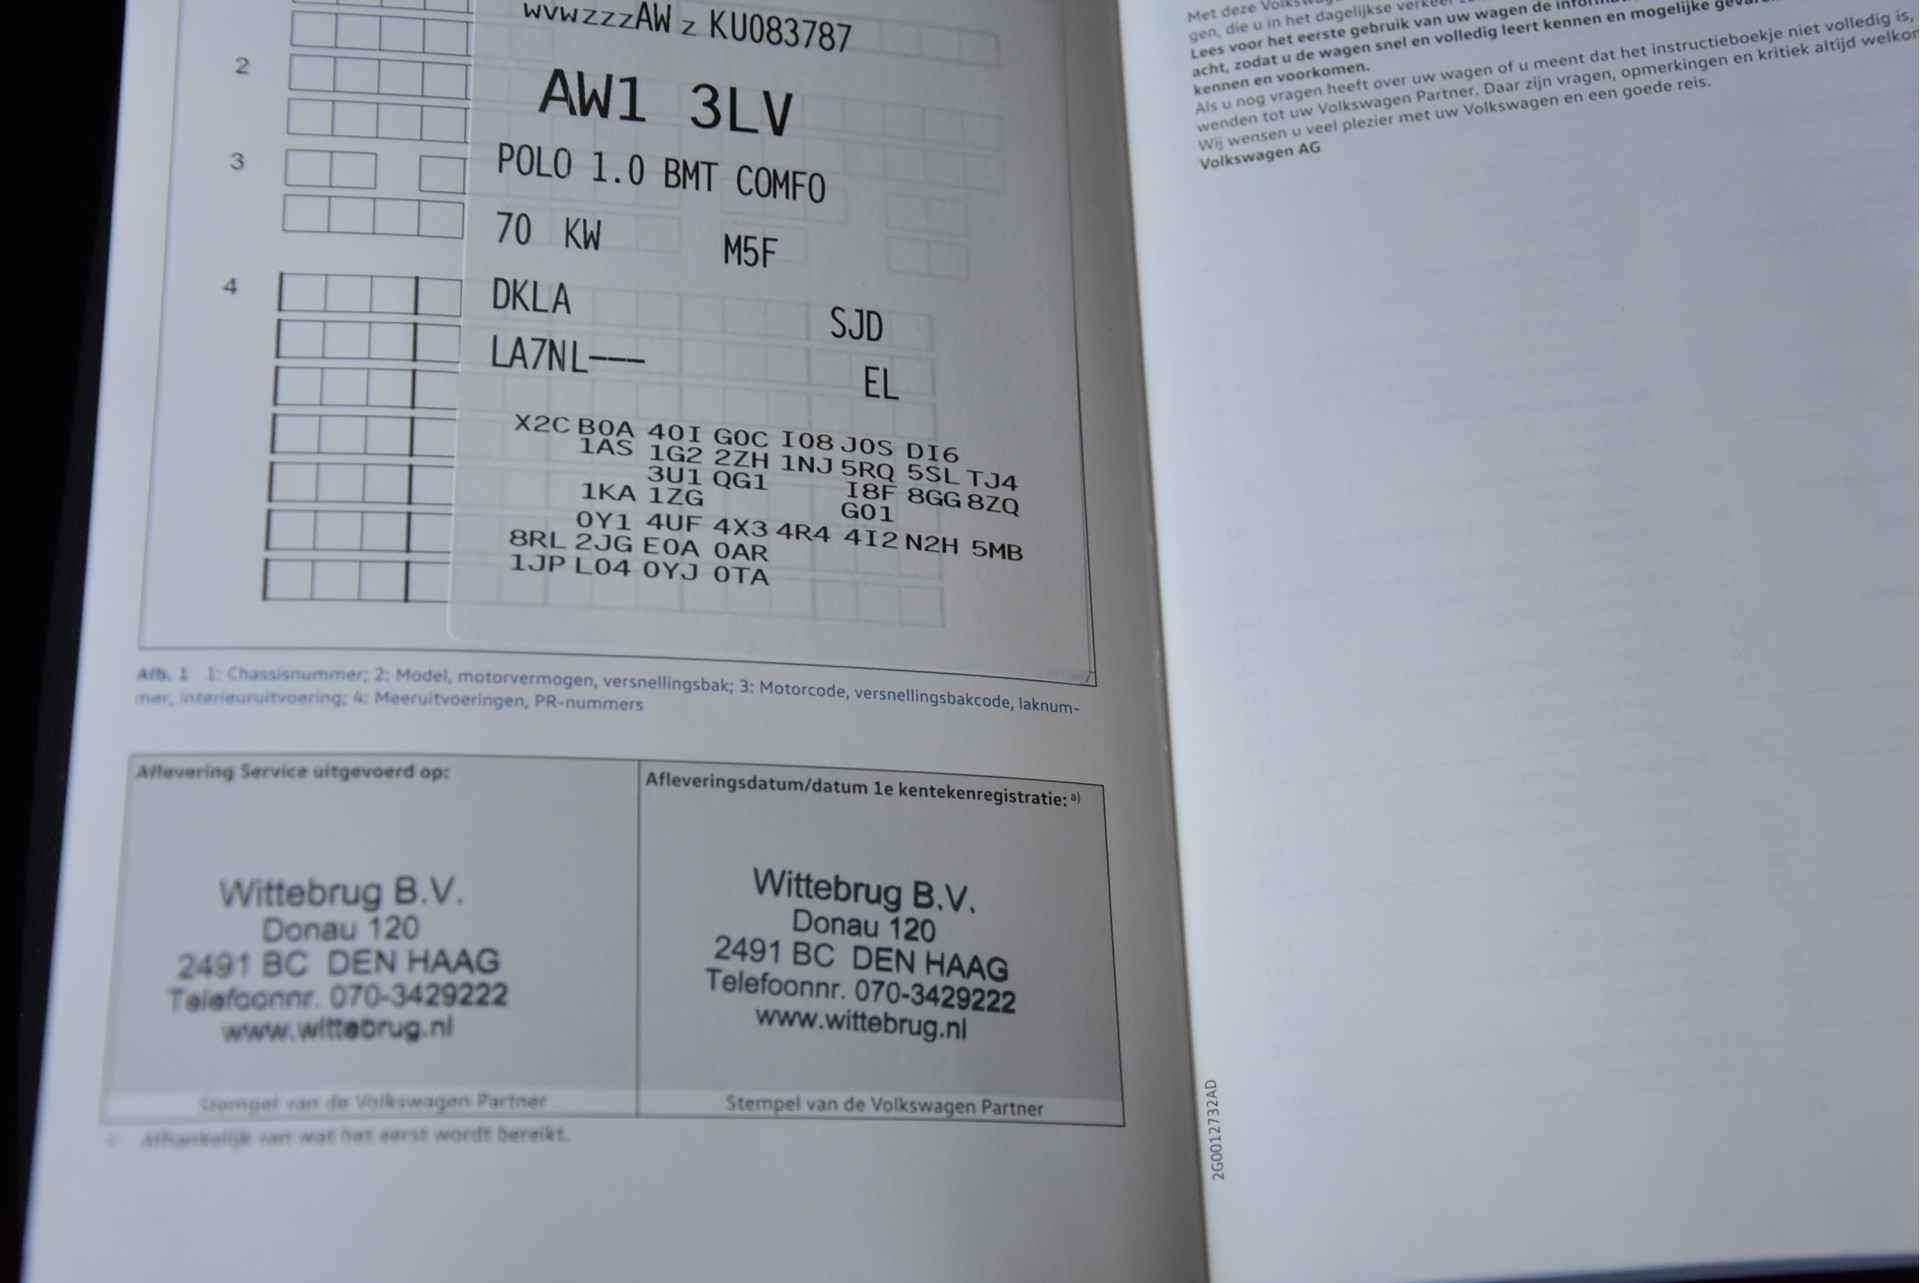 WVWZZZAWZKU083787
2
AW1 3LV
3
POLO 1.0 BMT COMFO
70 KW M5F
4
DKLA SJD
LA7NL--- EL
X2C B0A 40I G0C I08 J0S DI6
1AS 1G2 2ZH 1NJ 5RQ 5SL TJ4
3U1 QG1 I8F 8GG 8ZQ
1KA 1ZG G01
0Y1 4UF 4X3 4R4 4I2 N2H 5MB
8RL 2JG E0A 0AR
1JP L04 0YJ 0TA
Afb. 1 1: Chassisnummer; 2: Model, motorvermogen, versnellingsbak; 3: Motorcode, versnellingsbakcode, laknum-
mer, interieuruitvoering; 4: Meeruitvoeringen, PR-nummers
Aflevering Service uitgevoerd op:
Wittebrug B.V.
Donau 120
2491 BC DEN HAAG
Telefoonnr. 070-3429222
www.wittebrug.nl
Stempel van de Volkswagen Partner
Afleveringsdatum/datum 1e kentekenregistratie: a)
Wittebrug B.V.
Donau 120
2491 BC DEN HAAG
Telefoonnr. 070-3429222
www.wittebrug.nl
Stempel van de Volkswagen Partner
Afhankelijk van wat het eerst wordt bereikt.
Met deze
gen, die u in het dagelijkse verkeer
Lees voor het eerste gebruik van uw wagen de
acht, zodat u de wagen snel en volledig leert kennen en mogelijke
kennen en voorkomen.
Als u nog vragen heeft over uw wagen of u meent dat het instructieboekje niet volledig is,
wenden tot uw Volkswagen Partner. Daar zijn vragen, opmerkingen en kritiek altijd
Wij wensen u veel plezier met uw Volkswagen en een goede reis.
Volkswagen AG
2G0012732AD